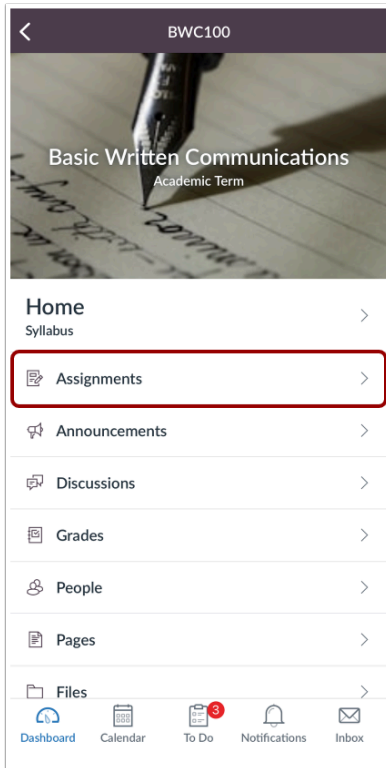 BWC100
Basic Written Communications
Academic Term
Home
Syllabus
Assignments
Announcements
Discussions
Grades
People
Pages
Files
3
Dashboard Calendar To Do Notifications Inbox